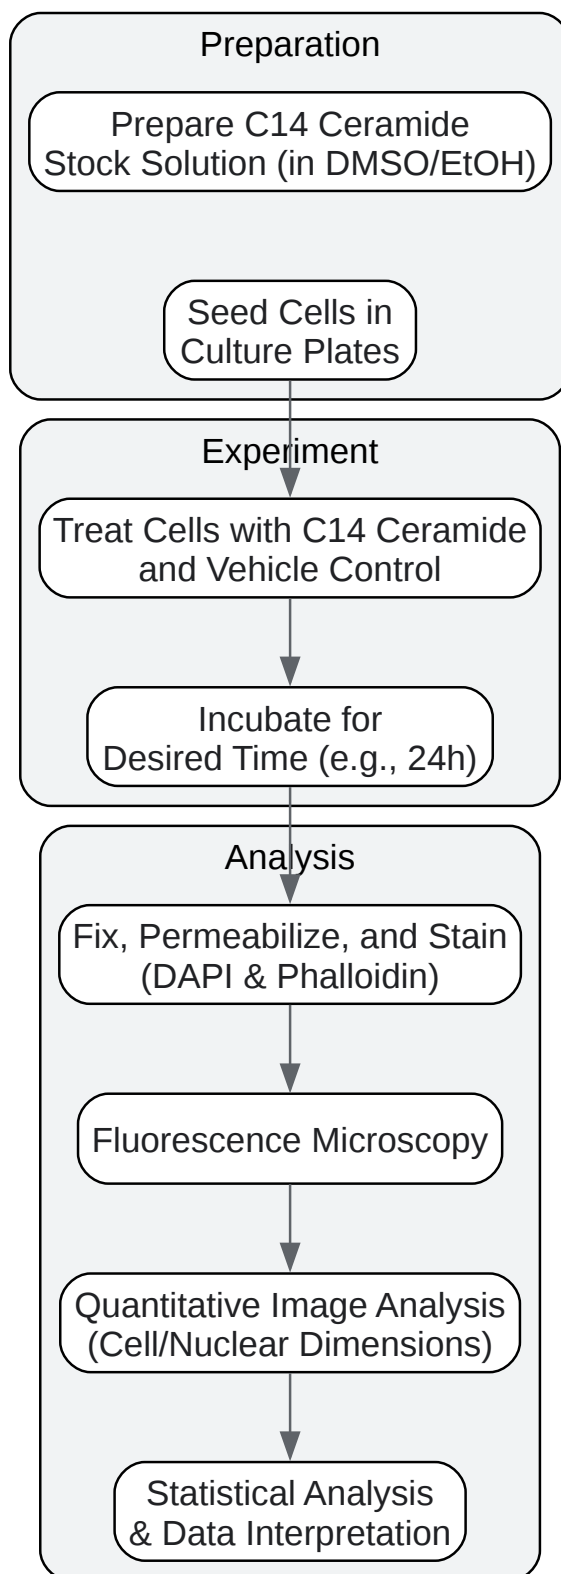 Preparation
Prepare C14 Ceramide
Stock Solution (in DMSO/EtOH)
Seed Cells in
Culture Plates
Experiment
Treat Cells with C14 Ceramide
and Vehicle Control
Incubate for
Desired Time (e.g., 24h)
Analysis
Fix, Permeabilize, and Stain
(DAPI & Phalloidin)
Fluorescence Microscopy
Quantitative Image Analysis
(Cell/Nuclear Dimensions)
Statistical Analysis
& Data Interpretation